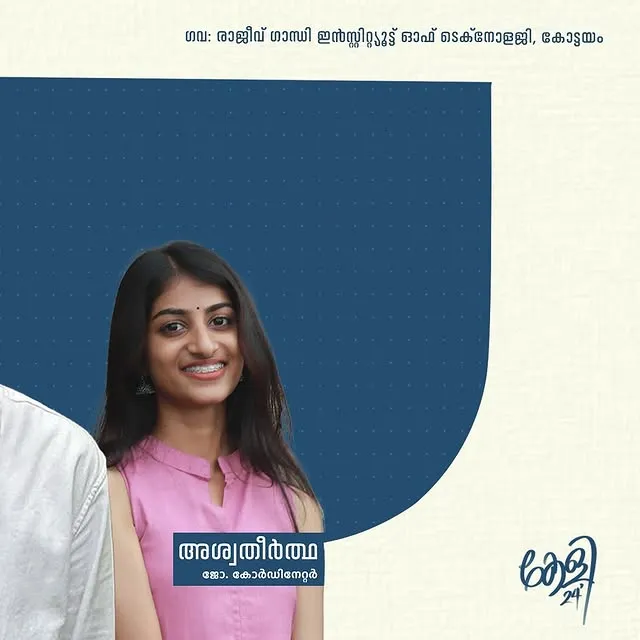 ഗവ: രാജീവ് ഗാന്ധി ഇൻസ്റ്റിറ്റ്യൂട്ട് ഓഫ് ടെക്നോളജി, കോട്ടയം
അശ്വതീർത്ഥ
ജോ. കോർഡിനേറ്റർ
കേളി
24'